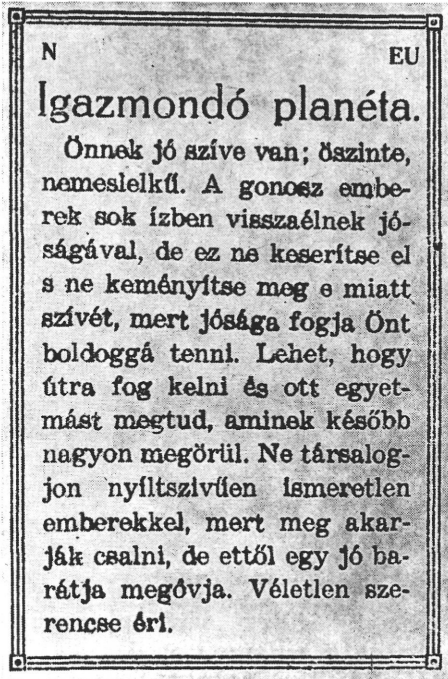 N EU
Igazmondó planéta.
Önnek jó szíve van; őszinte,
nemeslelkű. A gonosz embe-
rek sok ízben visszaélnek jó-
ságával, de ez ne keserítse el
s ne keményítse meg e miatt
szívét, mert jósága fogja Önt
boldoggá tenni. Lehet, hogy
útra fog kelni és ott egyet-
mást megtud, aminek később
nagyon megörül. Ne társalog-
jon nyíltszivűen ismeretlen
emberekkel, mert meg akar-
ják csalni, de ettől egy jó ba-
rátja megóvja. Véletlen sze-
rencse éri.